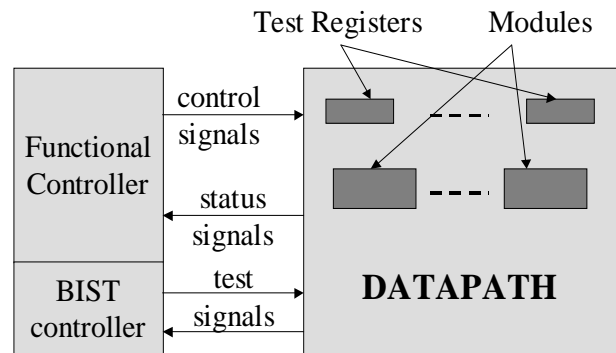 Test Registers
Modules
control
signals
Functional
Controller
status
signals
BIST
controller
test
signals
DATAPATH